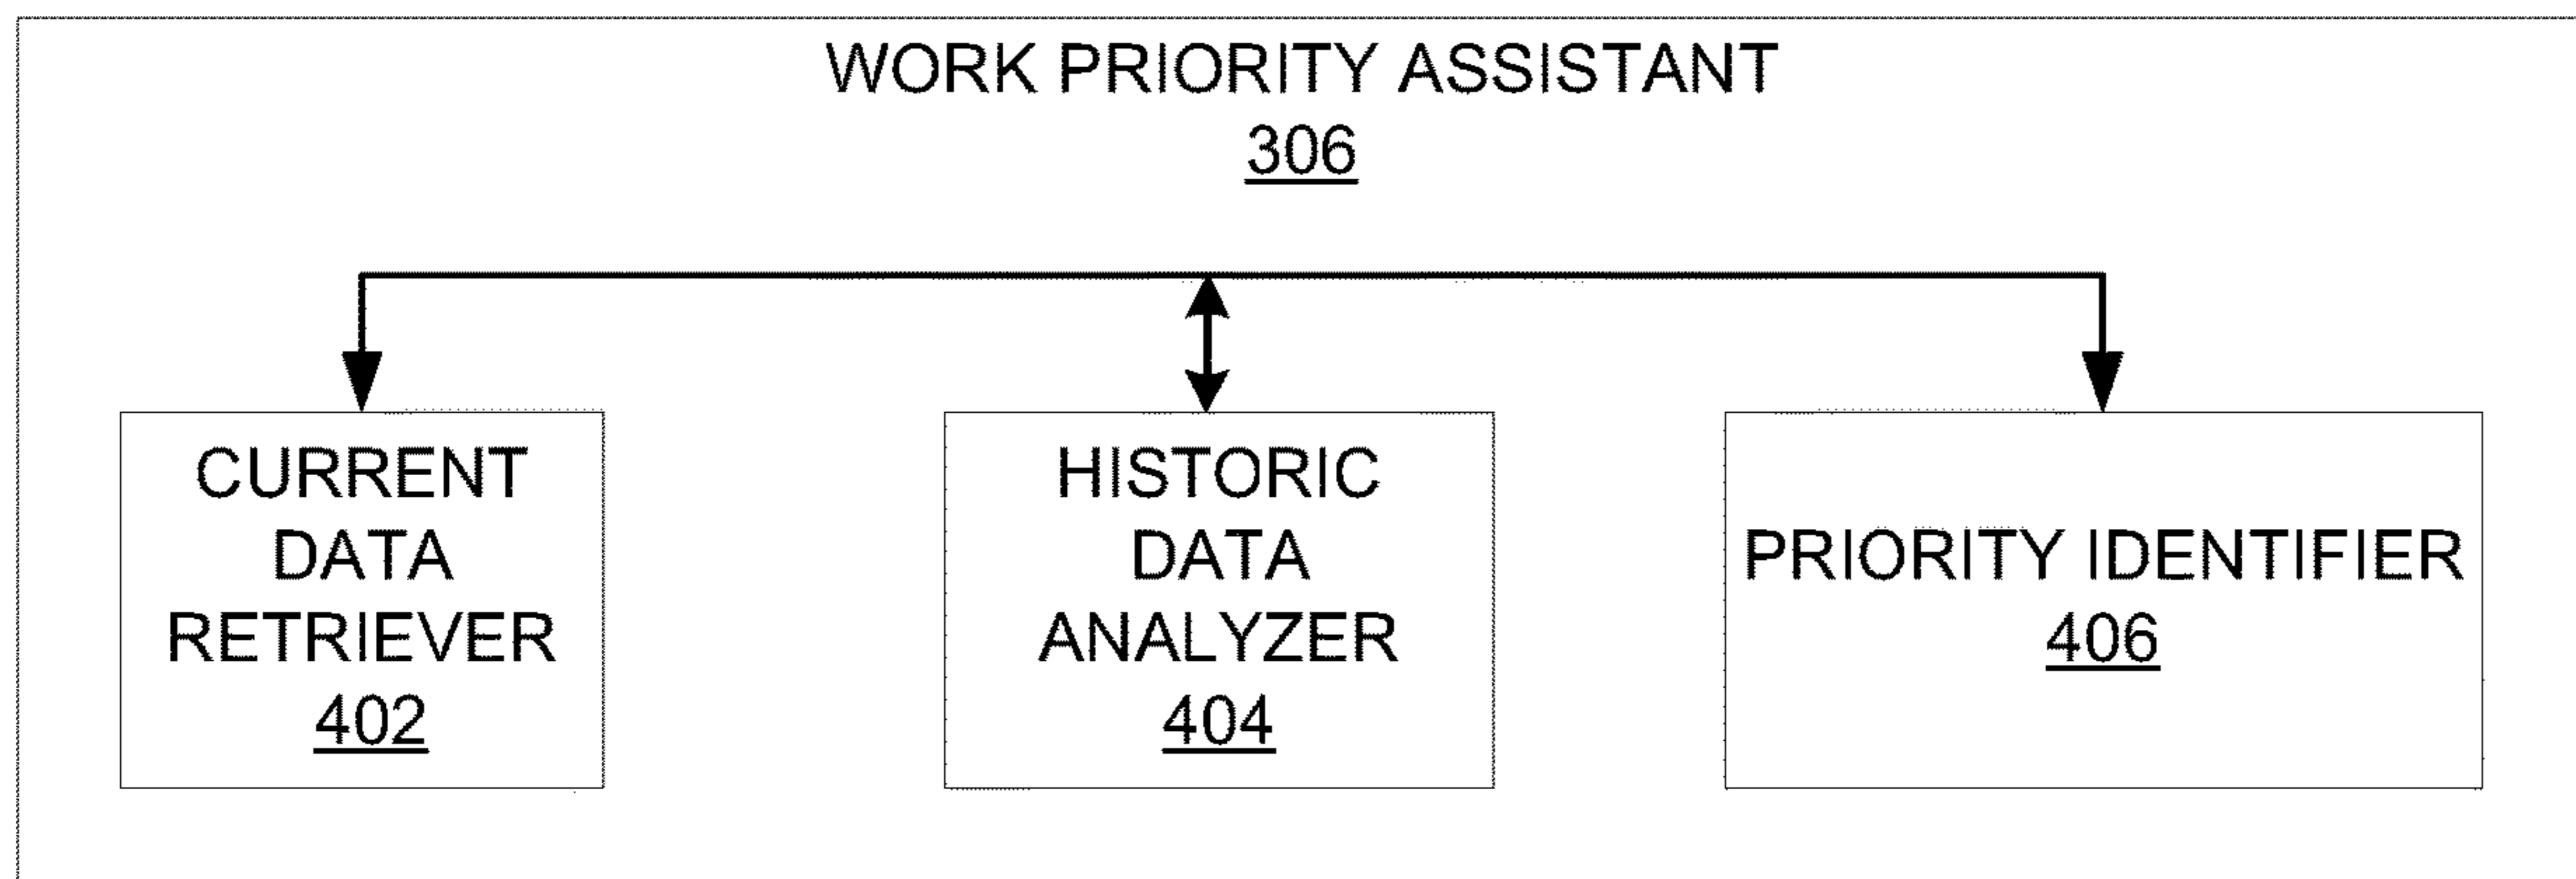 WORK PRIORITY ASSISTANT
306
CURRENT
DATA
RETRIEVER
402
HISTORIC
DATA
ANALYZER
404
PRIORITY IDENTIFIER
406